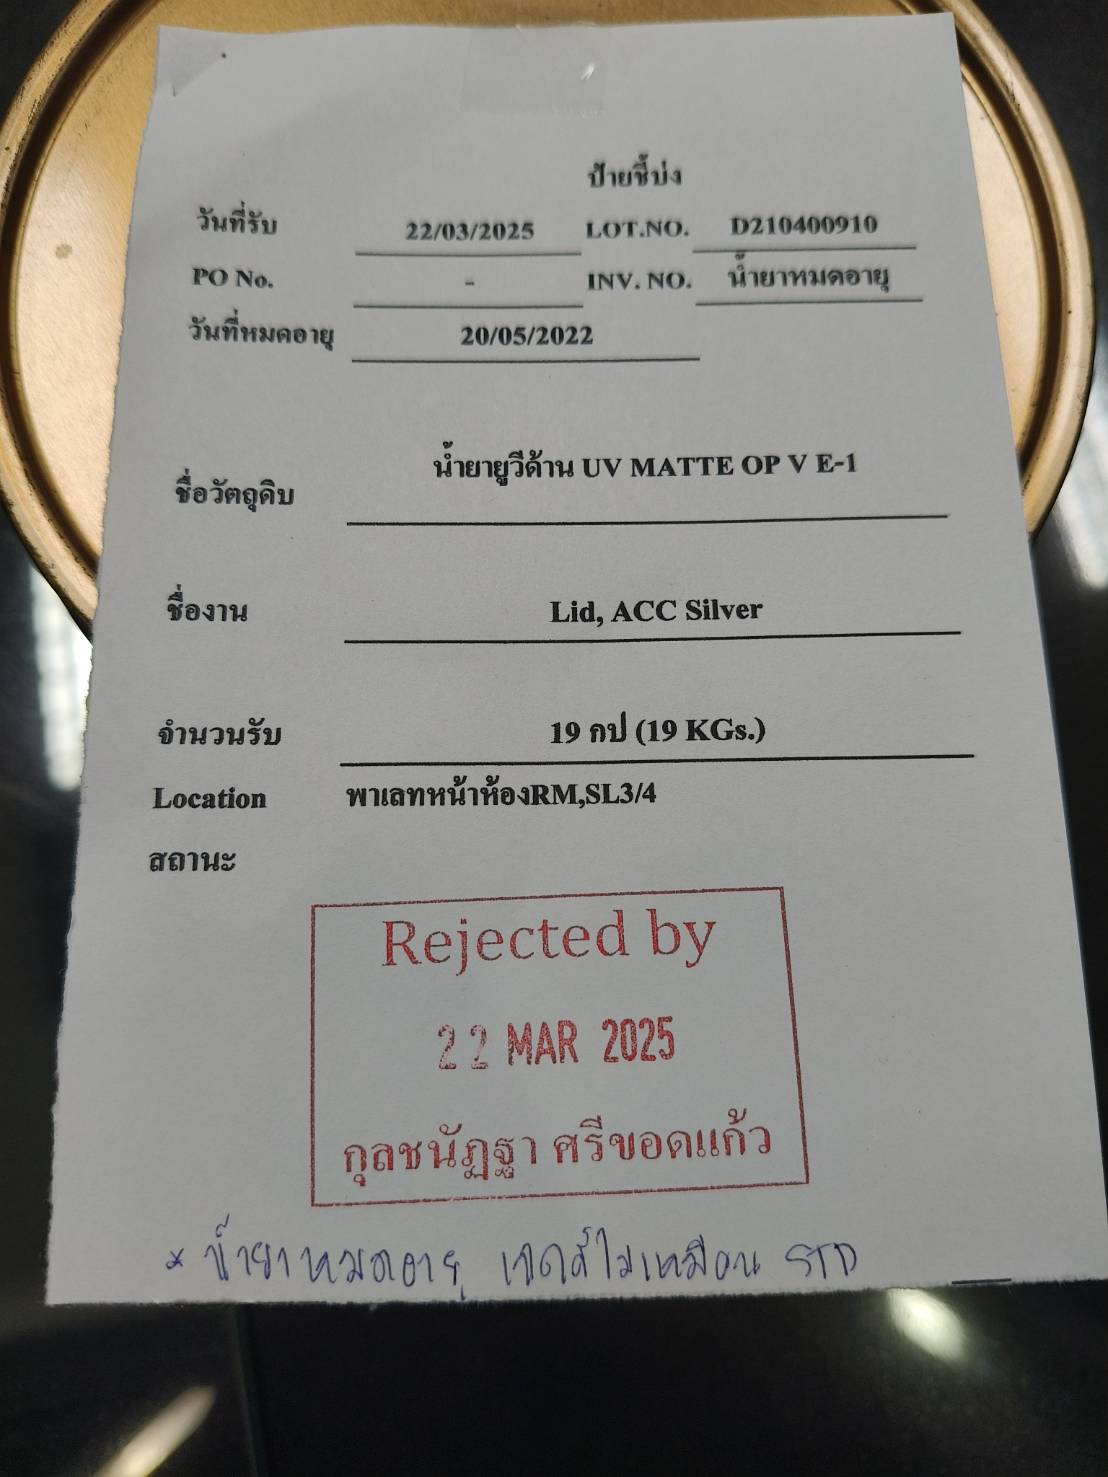 ป้ายชี้บ่ง
วันที่รับ 22/03/2025 LOT.NO. D210400910
PO No. - INV. NO. น้ำยาหมดอายุ
วันที่หมดอายุ 20/05/2022
ชื่อวัตถุดิบ น้ำยายูวีด้าน UV MATTE OP V E-1
ชื่องาน Lid, ACC Silver
จำนวนรับ 19 กป (19 KGs.)
Location พาเลทหน้าห้องRM,SL3/4
สถานะ
Rejected by
22 MAR 2025
กุลชนัฏฐา ศรีขอดแก้ว
* น้ำยาหมดอายุ เฉดสีไม่เหมือน STD